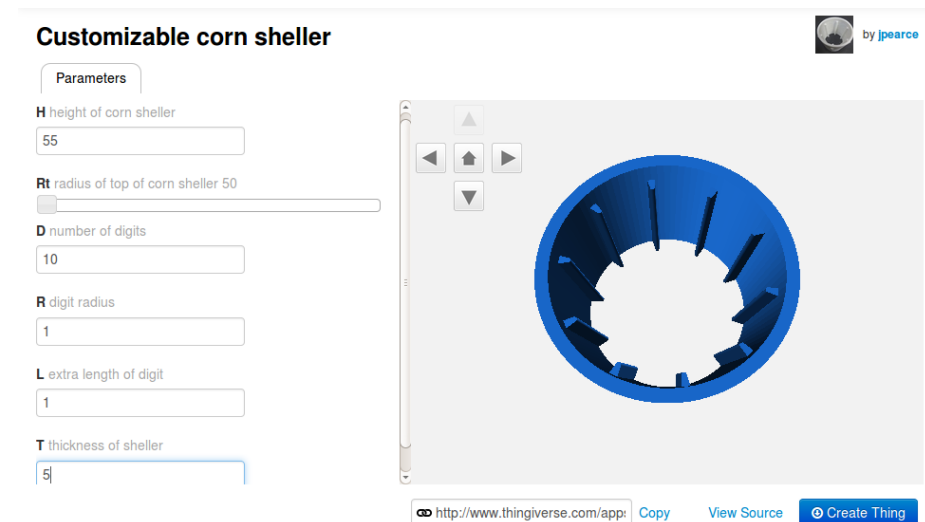 Customizable corn sheller
by jpearce
Parameters
H height of corn sheller
55
Rt radius of top of corn sheller 50
D number of digits
10
R digit radius
1
L extra length of digit
1
T thickness of sheller
5
http://www.thingiverse.com/apps
Copy
View Source
Create Thing